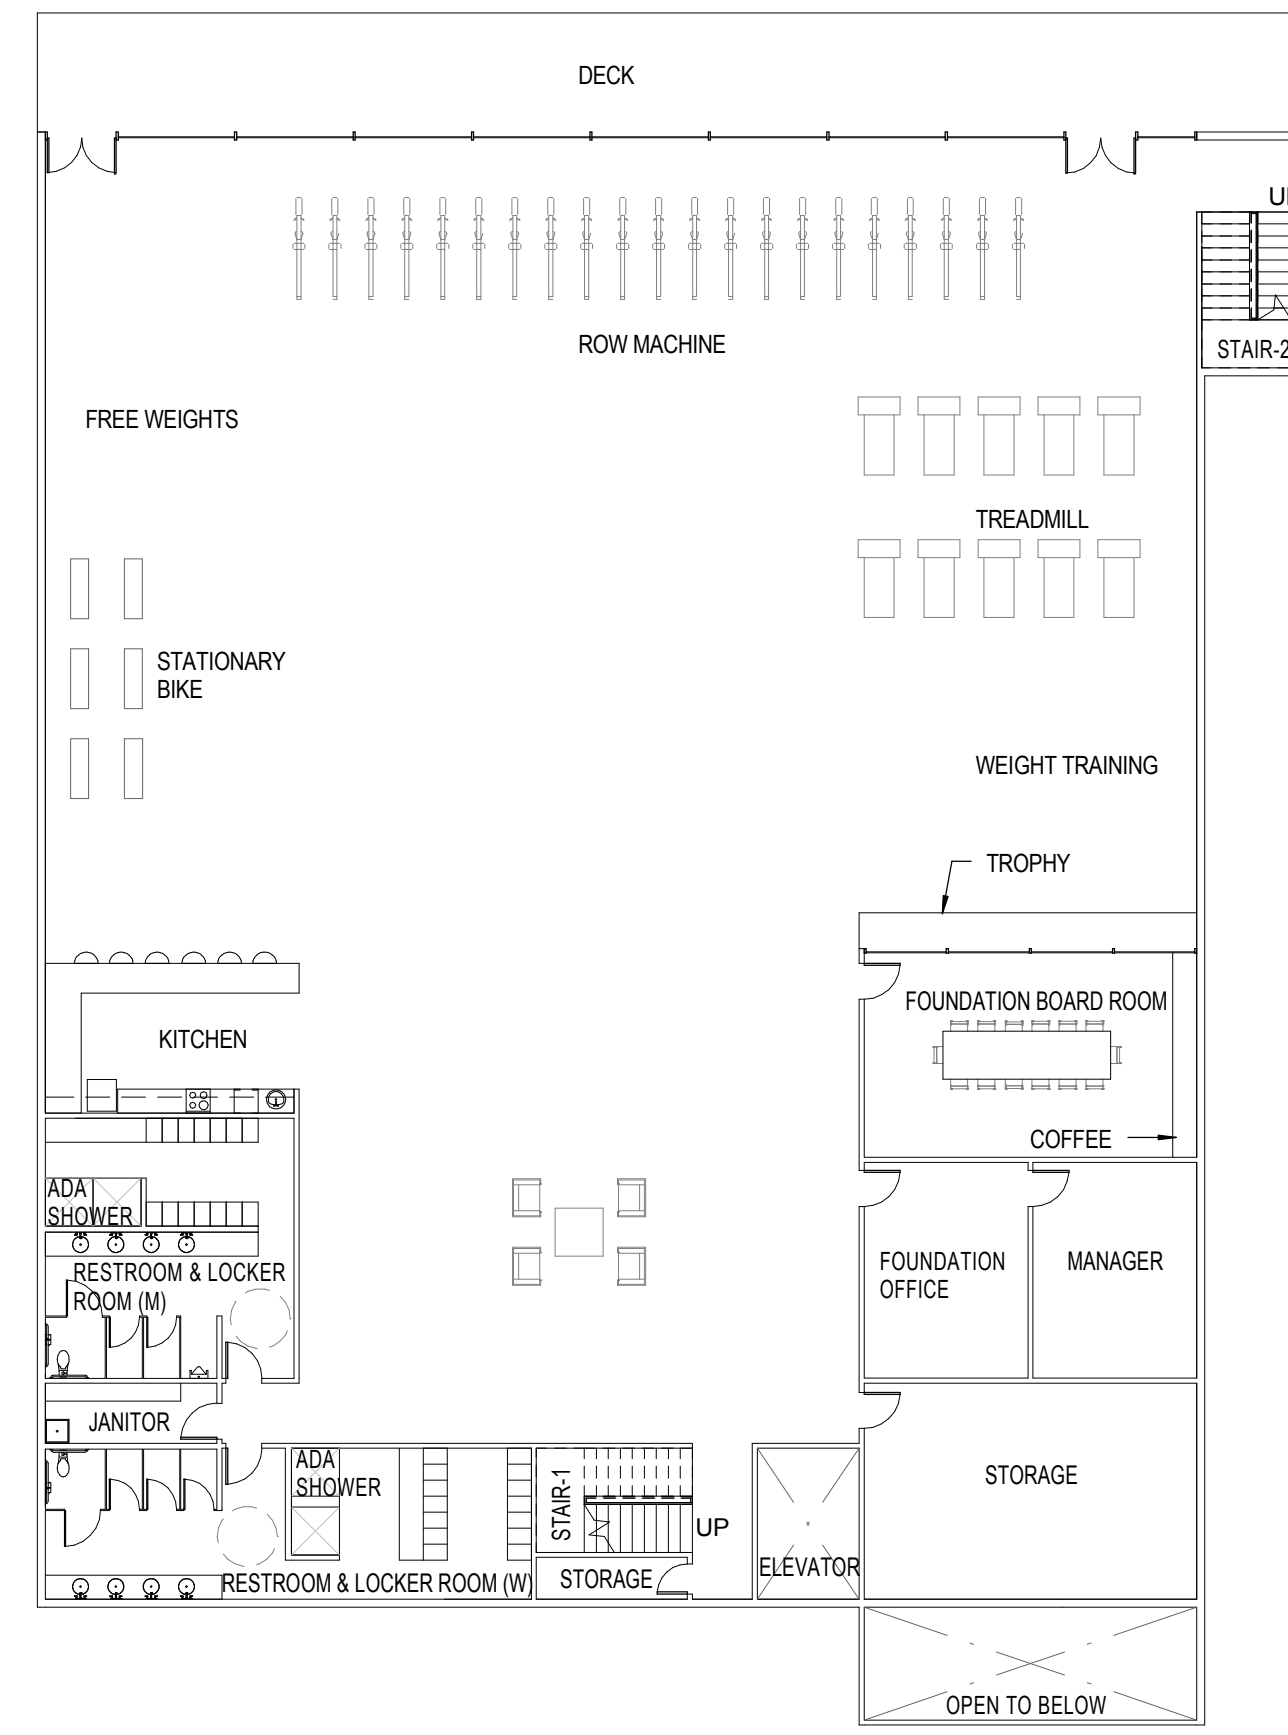 DECK
U
ROW MACHINE
STAIR-2
FREE WEIGHTS
TREADMILL
STATIONARY
BIKE
WEIGHT TRAINING
TROPHY
FOUNDATION BOARD ROOM
KITCHEN
COFFEE
ADA
SHOWER
RESTROOM & LOCKER
ROOM (M)
FOUNDATION
OFFICE
MANAGER
JANITOR
ADA
SHOWER
STAIR-1
UP
STORAGE
ELEVATOR
RESTROOM & LOCKER ROOM (W)
STORAGE
OPEN TO BELOW